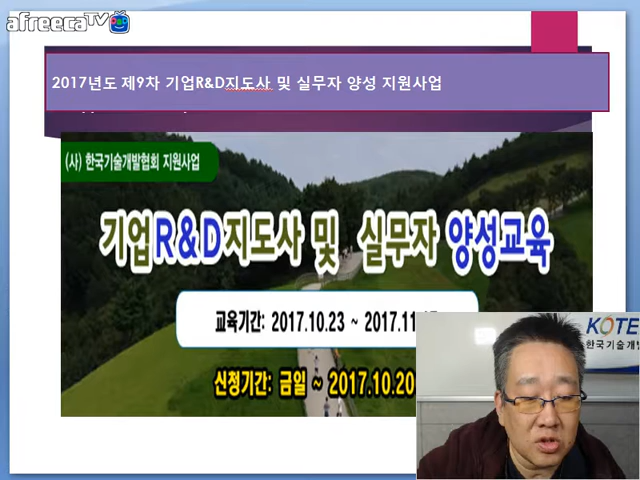 afreecaTV
2017년도 제9차 기업R&D지도사 및 실무자 양성 지원사업
(사) 한국기술개발협회 지원사업
기업R&D지도사 및 실무자 양성교육
교육기간: 2017.10.23 ~ 2017.11
신청기간: 금일 ~ 2017.10.20
KOTE
한국기술개발